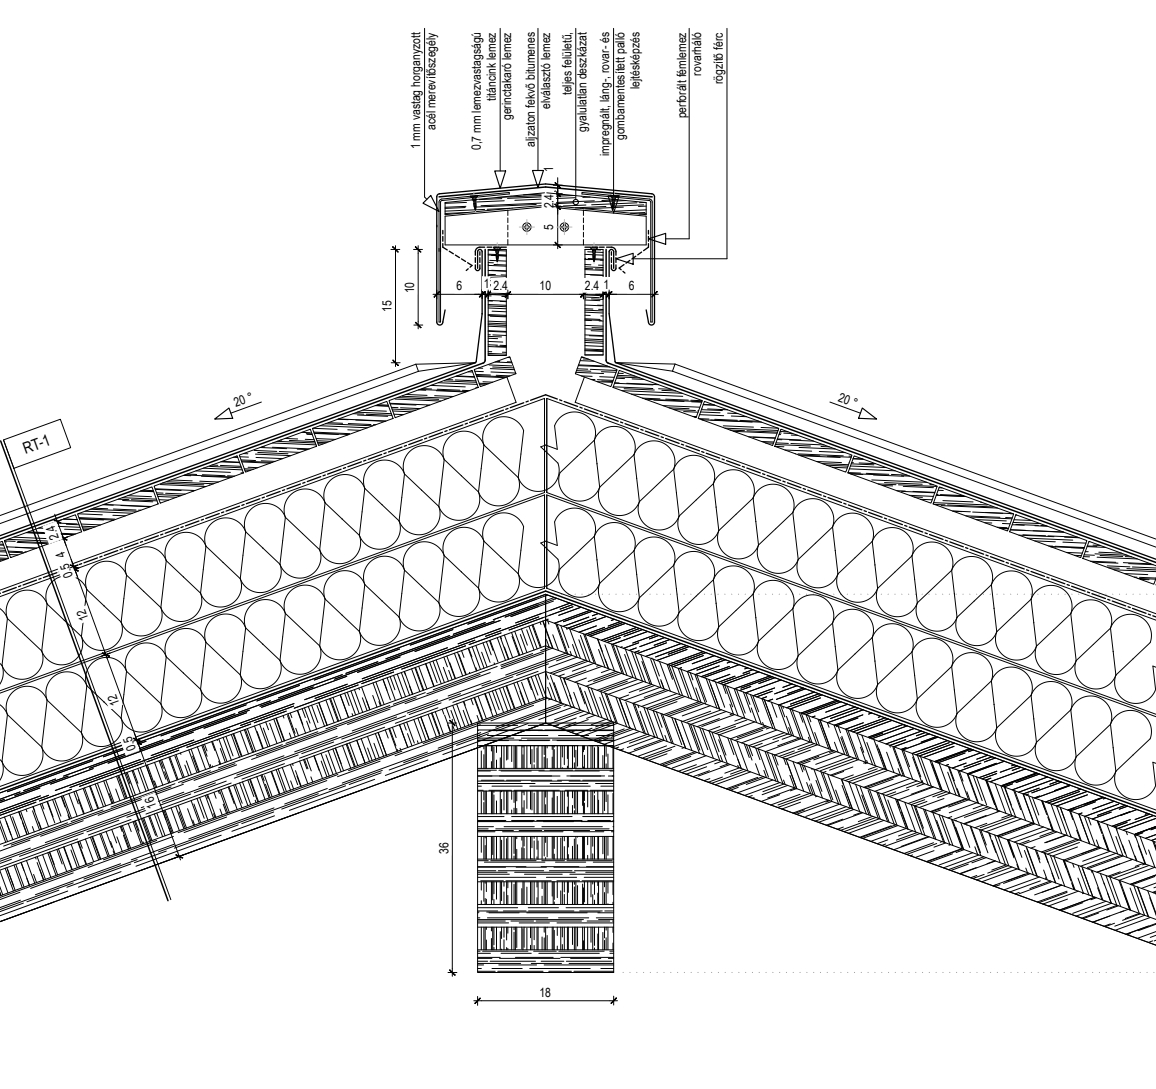 1 mm vastag horganyzott
acél merevítőszegély
0,7 mm lemezvastagságú
titáncink lemez
gerinctakaró lemez
aljzaton fekvő bitumenes
elválasztó lemez
teljes felületű,
gyalulatlan deszkázat
impregnált, láng-, rovar- és
gombamentesített palló
lejtésképzés
perforált fémlemez
rovarháló
rögzítő férc
1
2.4
5
15
10
6
1
2.4
10
2.4
1
6
20 °
20 °
RT-1
2.4
4
0.5
12
12
0.5
16
36
18